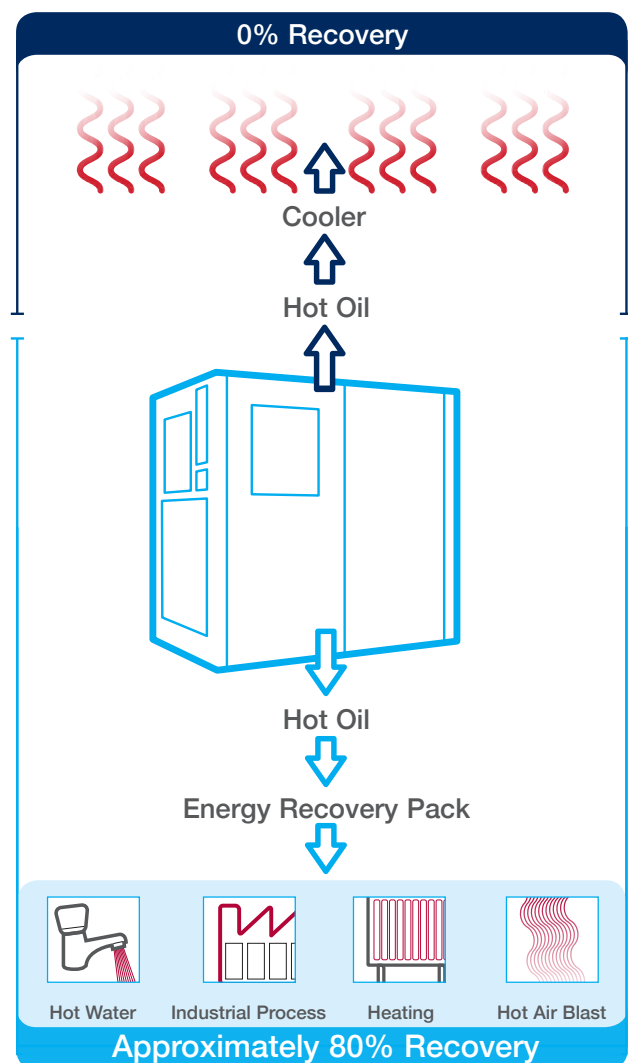 0% Recovery
Cooler
Hot Oil
Hot Oil
Energy Recovery Pack
Hot Water
Industrial Process
Heating
Hot Air Blast
Approximately 80% Recovery